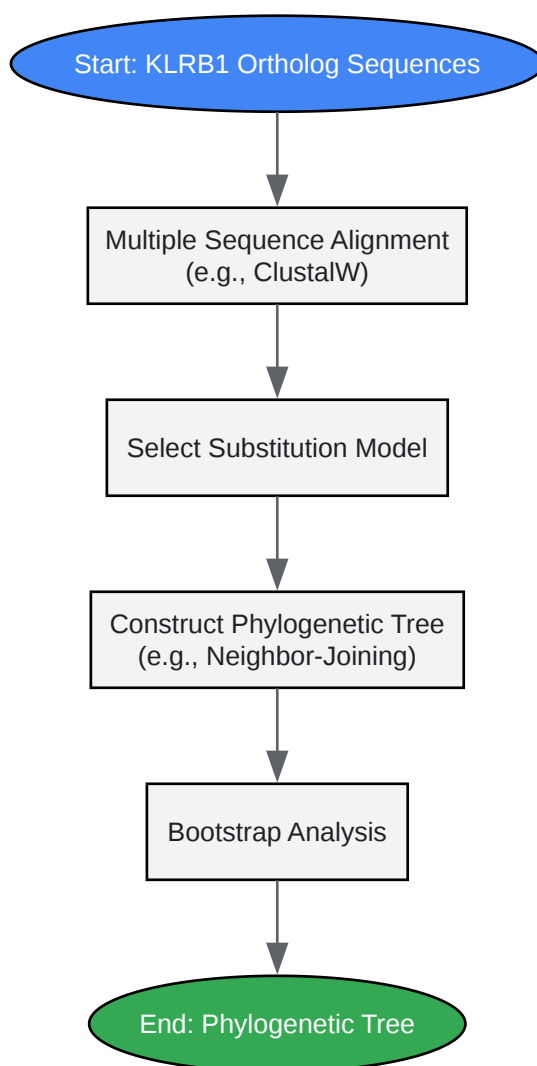 Start: KLRB1 Ortholog Sequences
Multiple Sequence Alignment
(e.g., ClustalW)
Select Substitution Model
Construct Phylogenetic Tree
(e.g., Neighbor-Joining)
Bootstrap Analysis
End: Phylogenetic Tree